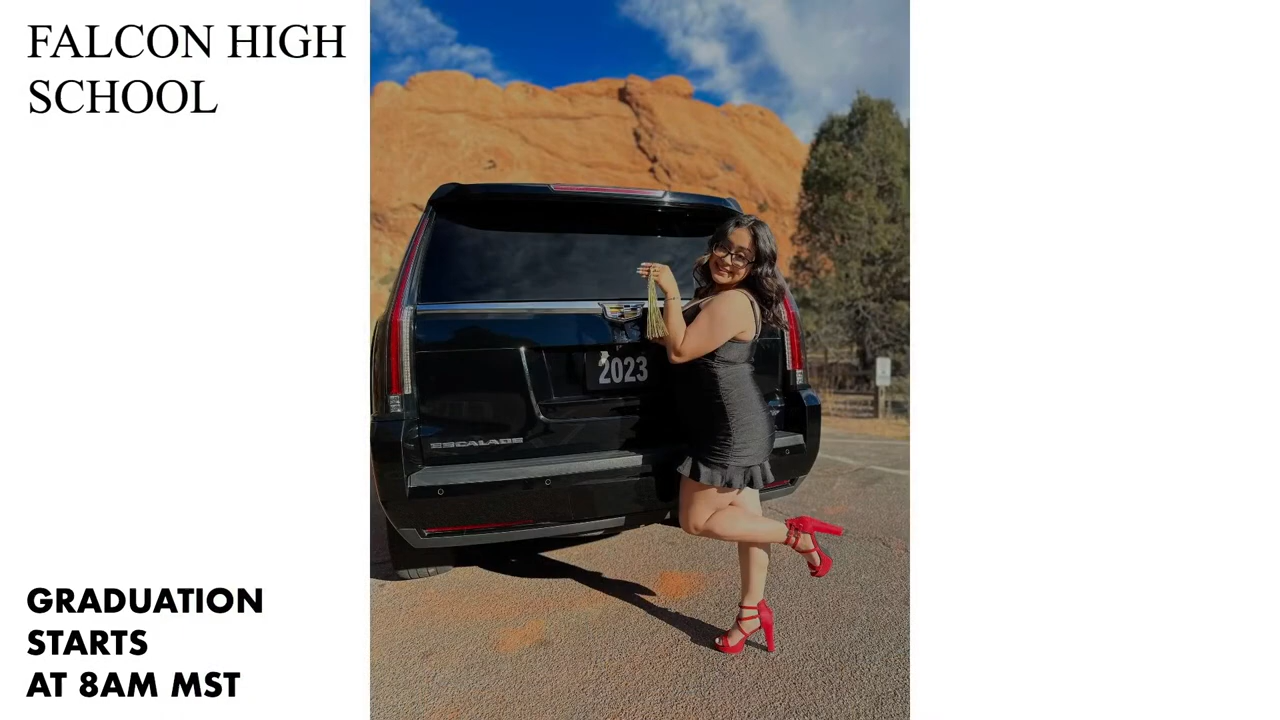 FALCON HIGH
SCHOOL
2023
ESCALADE
GRADUATION
STARTS
AT 8AM MST